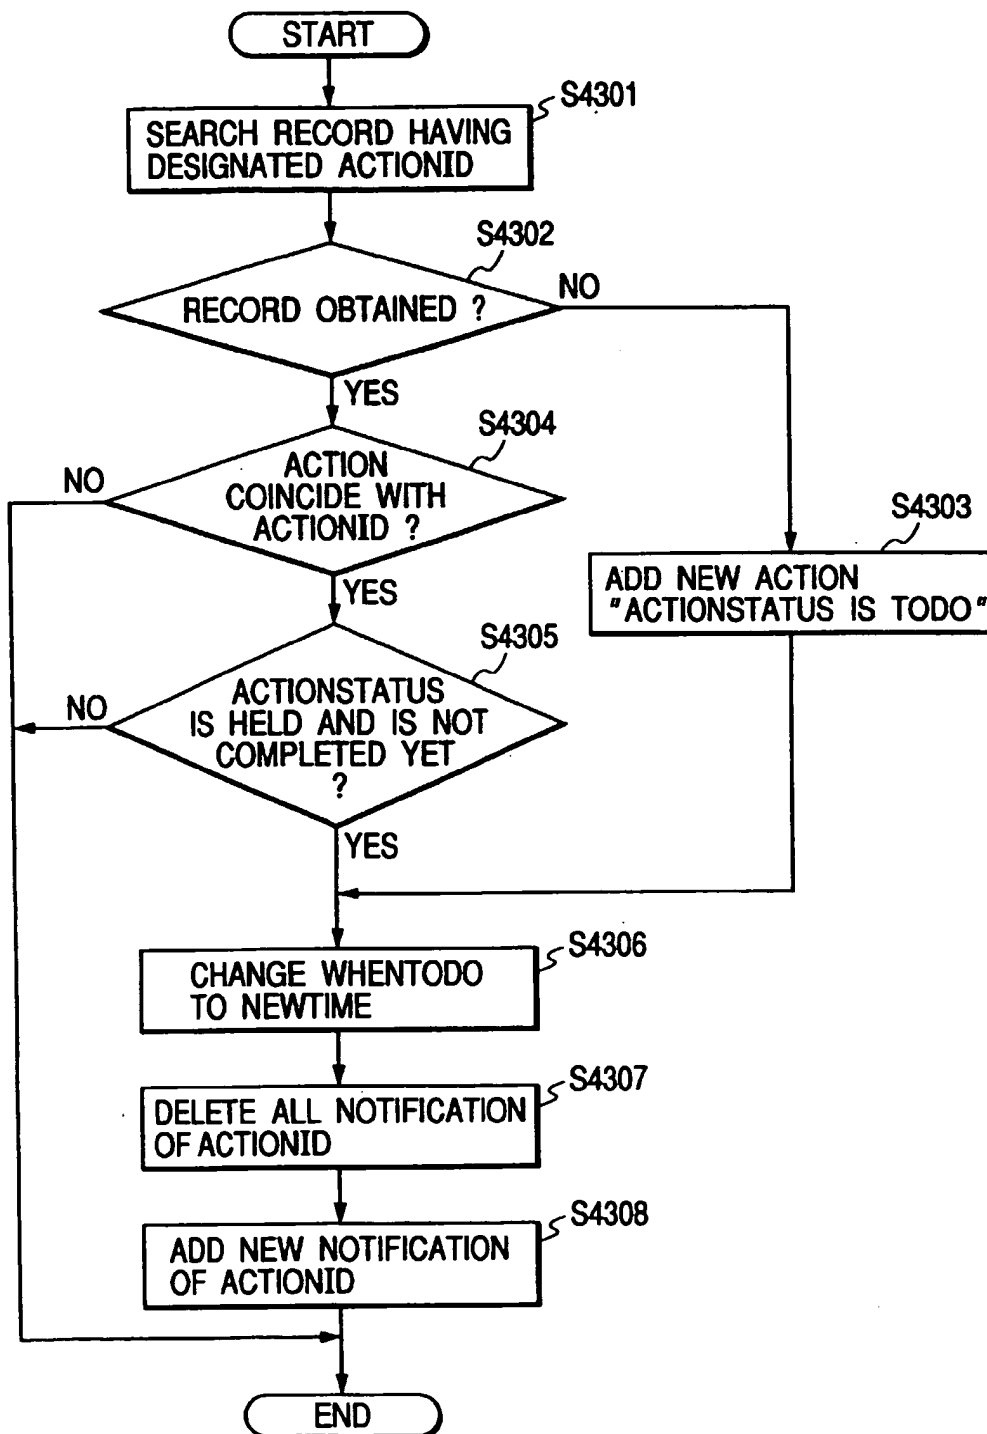 START
S4301
SEARCH RECORD HAVING
DESIGNATED ACTIONID
S4302
RECORD OBTAINED ?
NO
YES
S4304
ACTION
COINCIDE WITH
ACTIONID ?
NO
YES
S4303
ADD NEW ACTION
"ACTIONSTATUS IS TODO"
S4305
ACTIONSTATUS
IS HELD AND IS NOT
COMPLETED YET
?
NO
YES
S4306
CHANGE WHENTODO
TO NEWTIME
S4307
DELETE ALL NOTIFICATION
OF ACTIONID
S4308
ADD NEW NOTIFICATION
OF ACTIONID
END